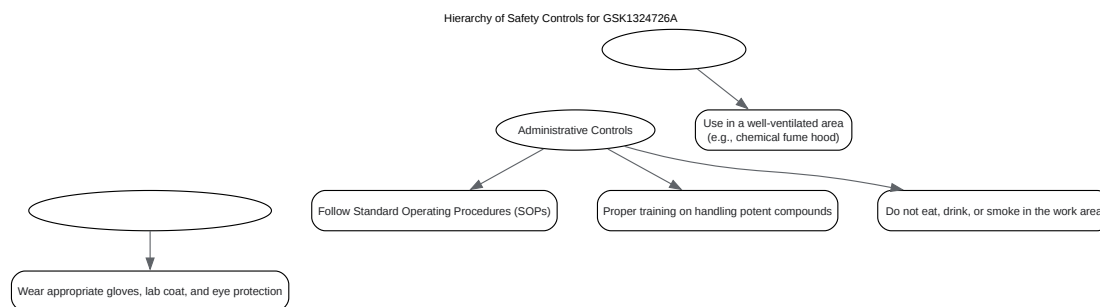 Hierarchy of Safety Controls for GSK1324726A
Use in a well-ventilated area
(e.g., chemical fume hood)
Administrative Controls
Follow Standard Operating Procedures (SOPs)
Proper training on handling potent compounds
Do not eat, drink, or smoke in the work area
Wear appropriate gloves, lab coat, and eye protection